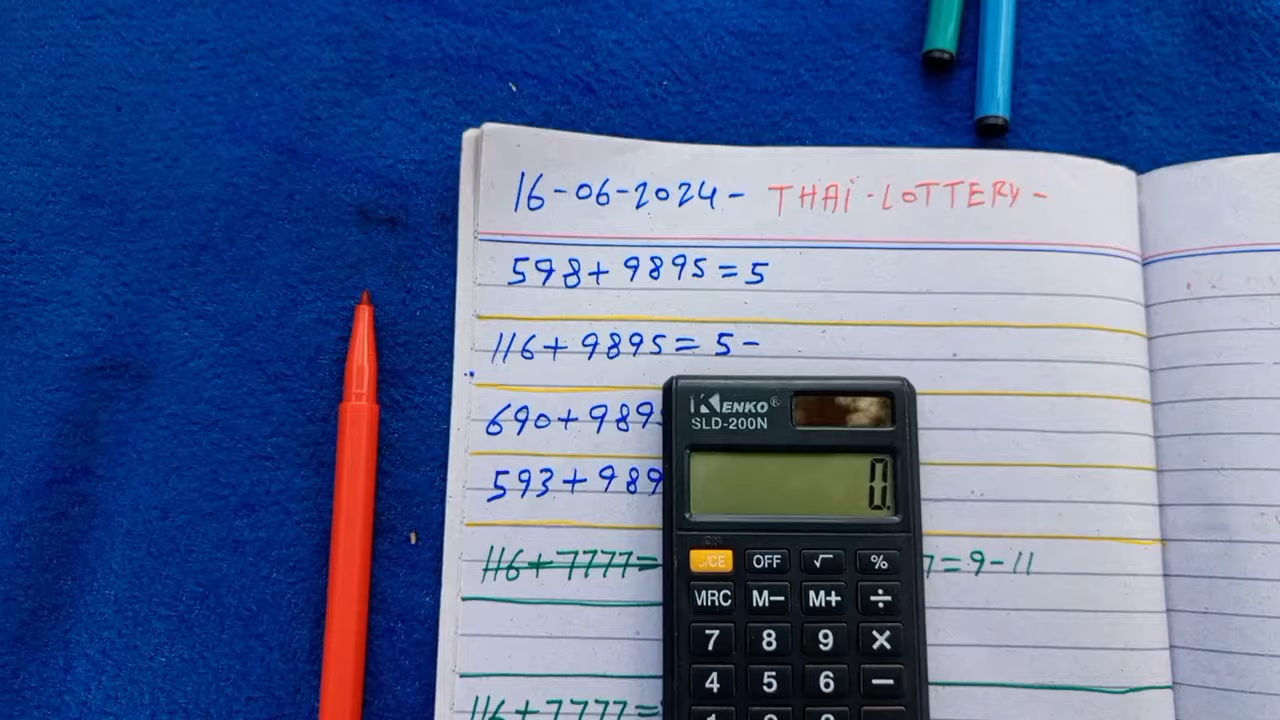 16-06-2024- THAi-LOTTERY-
598+9895=5
116+9895=5-
690+989
593+989
116+7777=
7=9-11
116+7777=
KENKO®
SLD-200N
0.
OFF √ %
MRC M− M+ ÷
7 8 9 ×
4 5 6 −